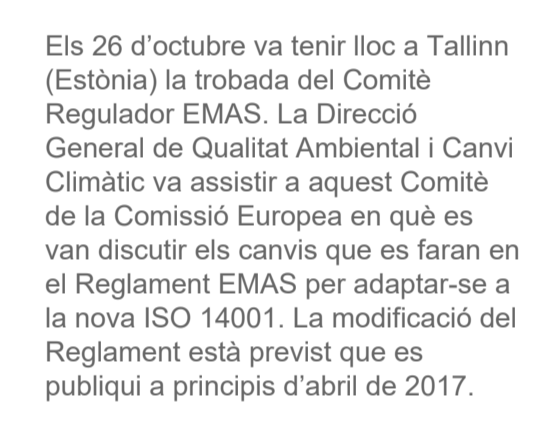 Els 26 d’octubre va tenir lloc a Tallinn
(Estònia) la trobada del Comitè
Regulador EMAS. La Direcció
General de Qualitat Ambiental i Canvi
Climàtic va assistir a aquest Comitè
de la Comissió Europea en què es
van discutir els canvis que es faran en
el Reglament EMAS per adaptar-se a
la nova ISO 14001. La modificació del
Reglament està previst que es
publiqui a principis d’abril de 2017.